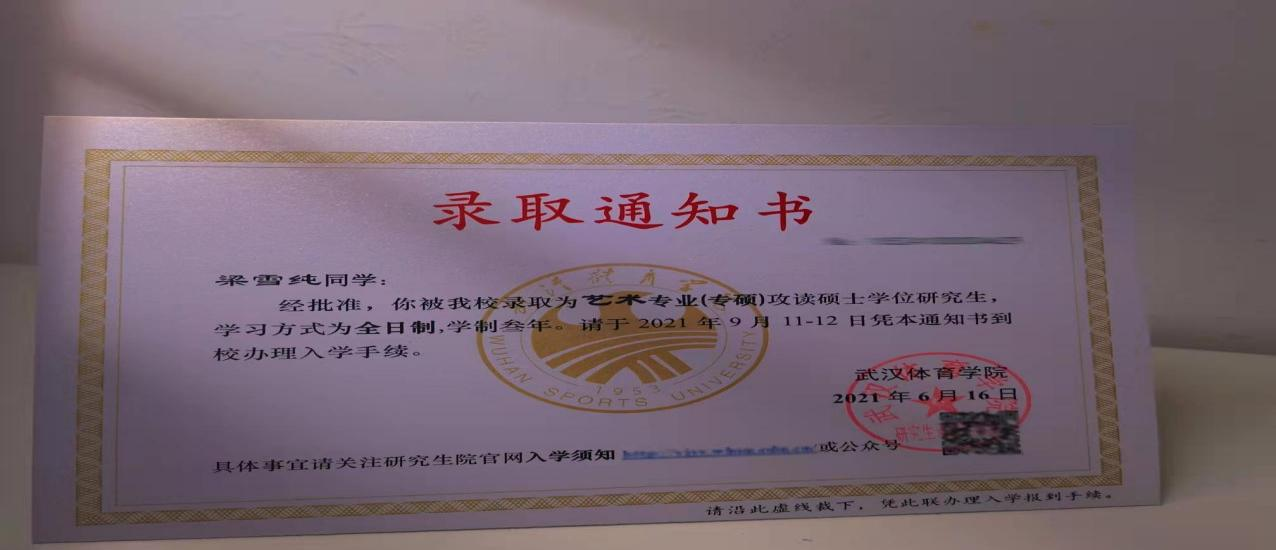 录取通知书
梁雪纯同学：
经批准，你被我校录取为艺术专业(专硕)攻读硕士学位研究生，
学习方式为全日制,学制叁年。请于 2021 年 9 月 11-12 日凭本通知书到
校办理入学手续。
WUHAN SPORTS UNIVERSITY
1953
武汉体育学院
2021 年 6 月 16 日
具体事宜请关注研究生院官网入学须知
/或公众号
请沿此虚线裁下，凭此联办理入学报到手续。